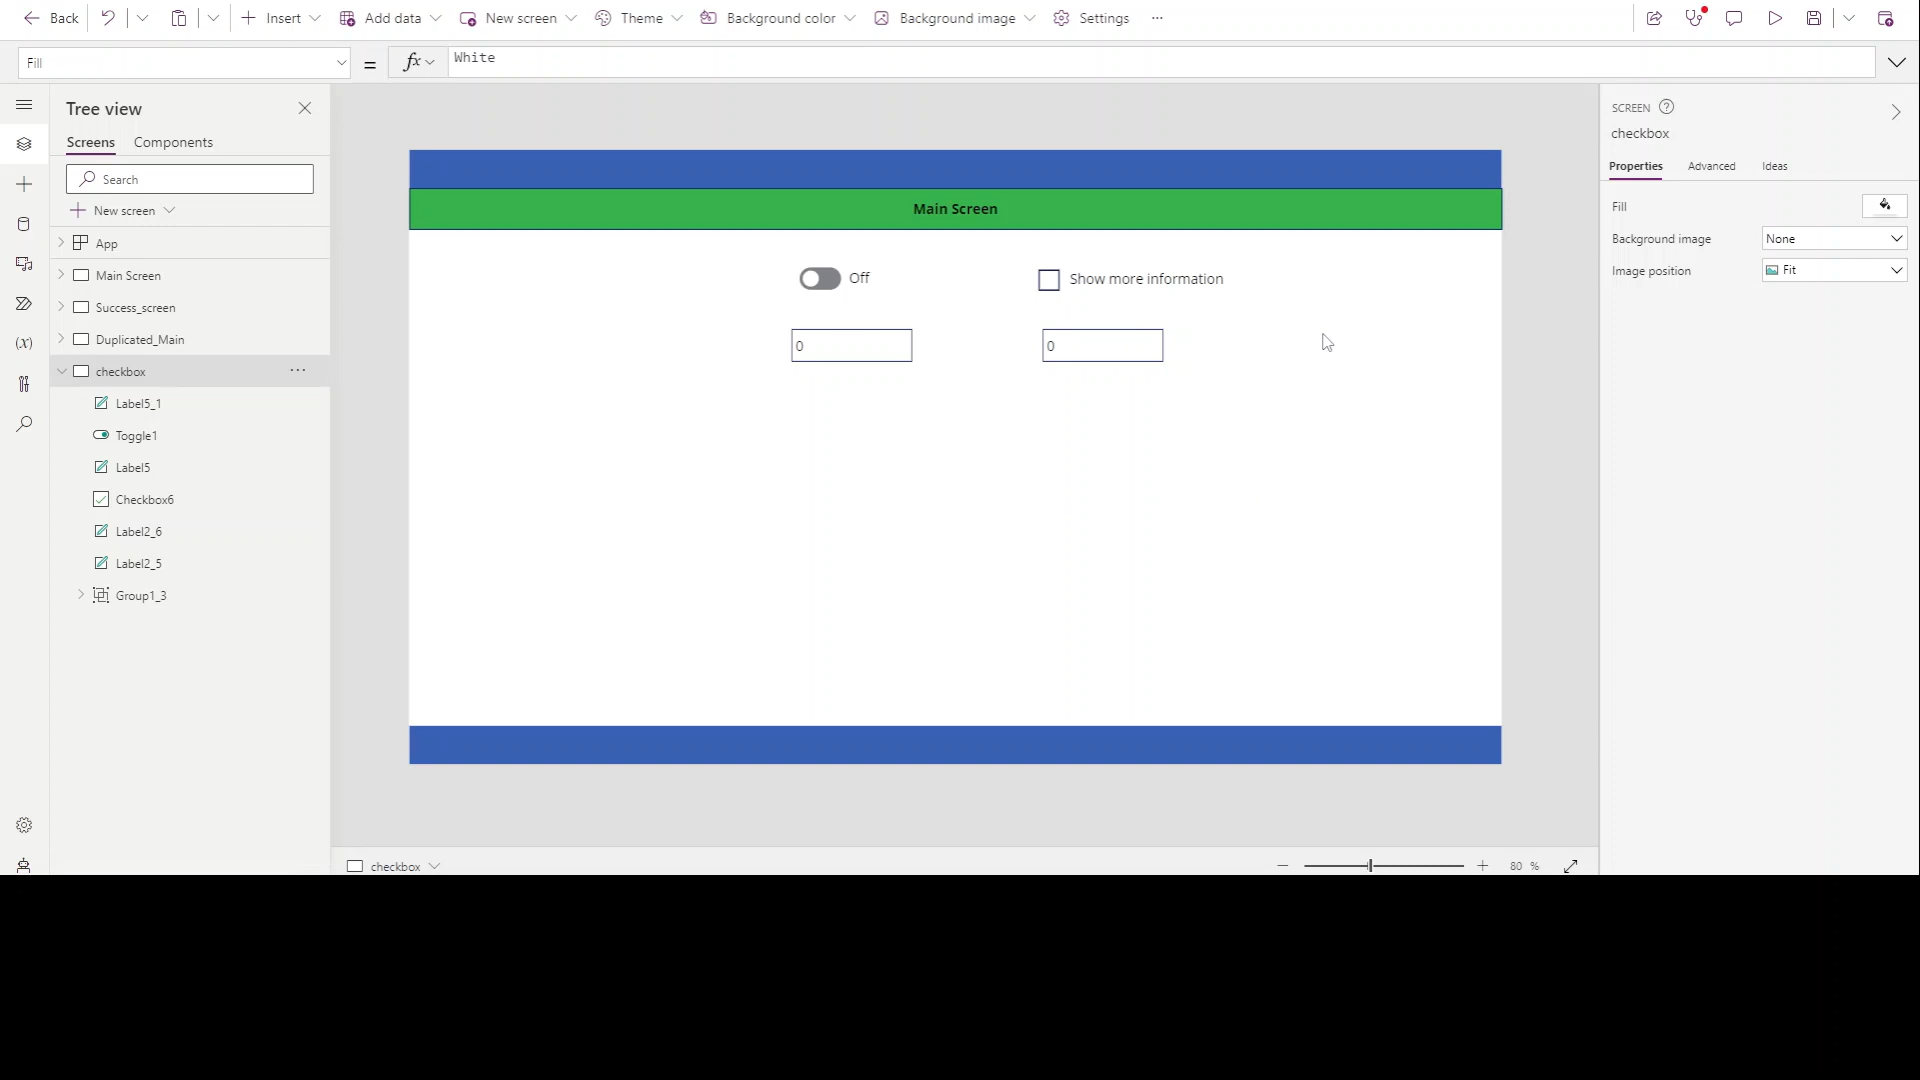 Back
Insert
Add data
New screen
Theme
Background color
Background image
Settings
Fill
=
fx
White
Tree view
Screens
Components
Search
New screen
App
Main Screen
Success_screen
Duplicated_Main
checkbox
Label5_1
Toggle1
Label5
Checkbox6
Label2_6
Label2_5
Group1_3
(x)
Main Screen
Off
Show more information
0
0
checkbox
80 %
SCREEN
checkbox
Properties
Advanced
Ideas
Fill
Background image
None
Image position
Fit